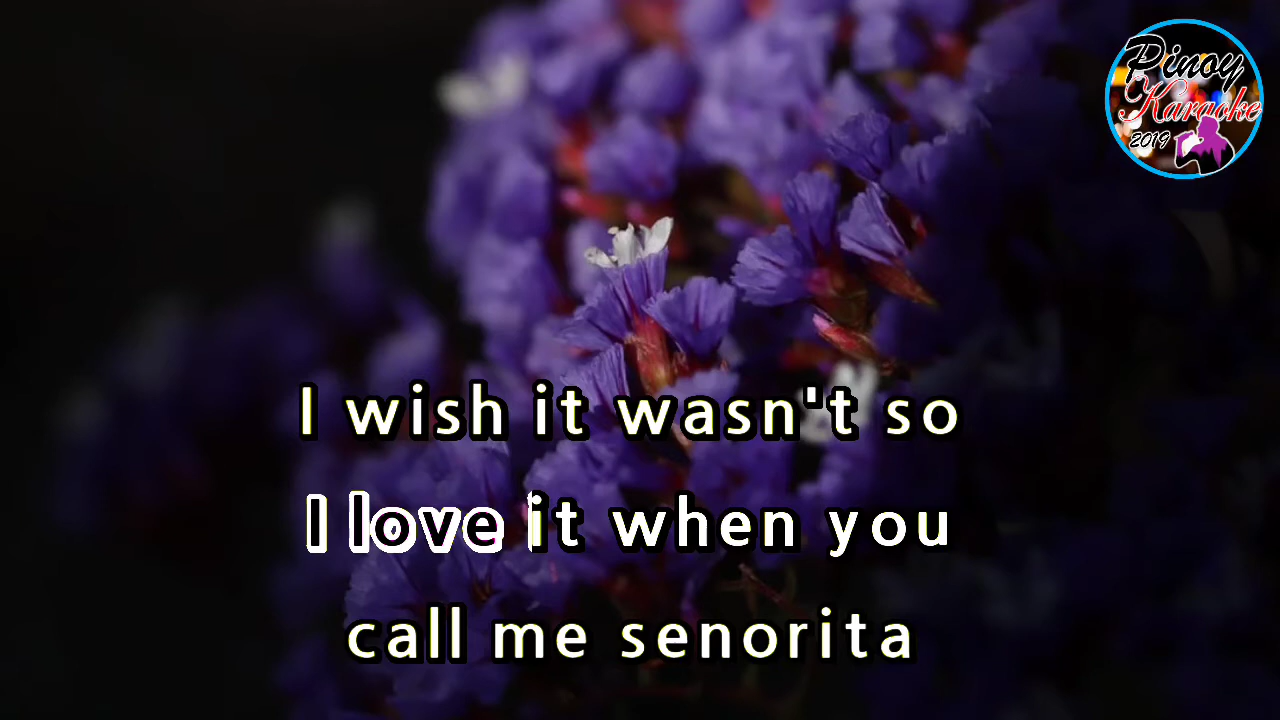 Pinoy
Karaoke
2019
I wish it wasn't so
I love it when you
call me senorita